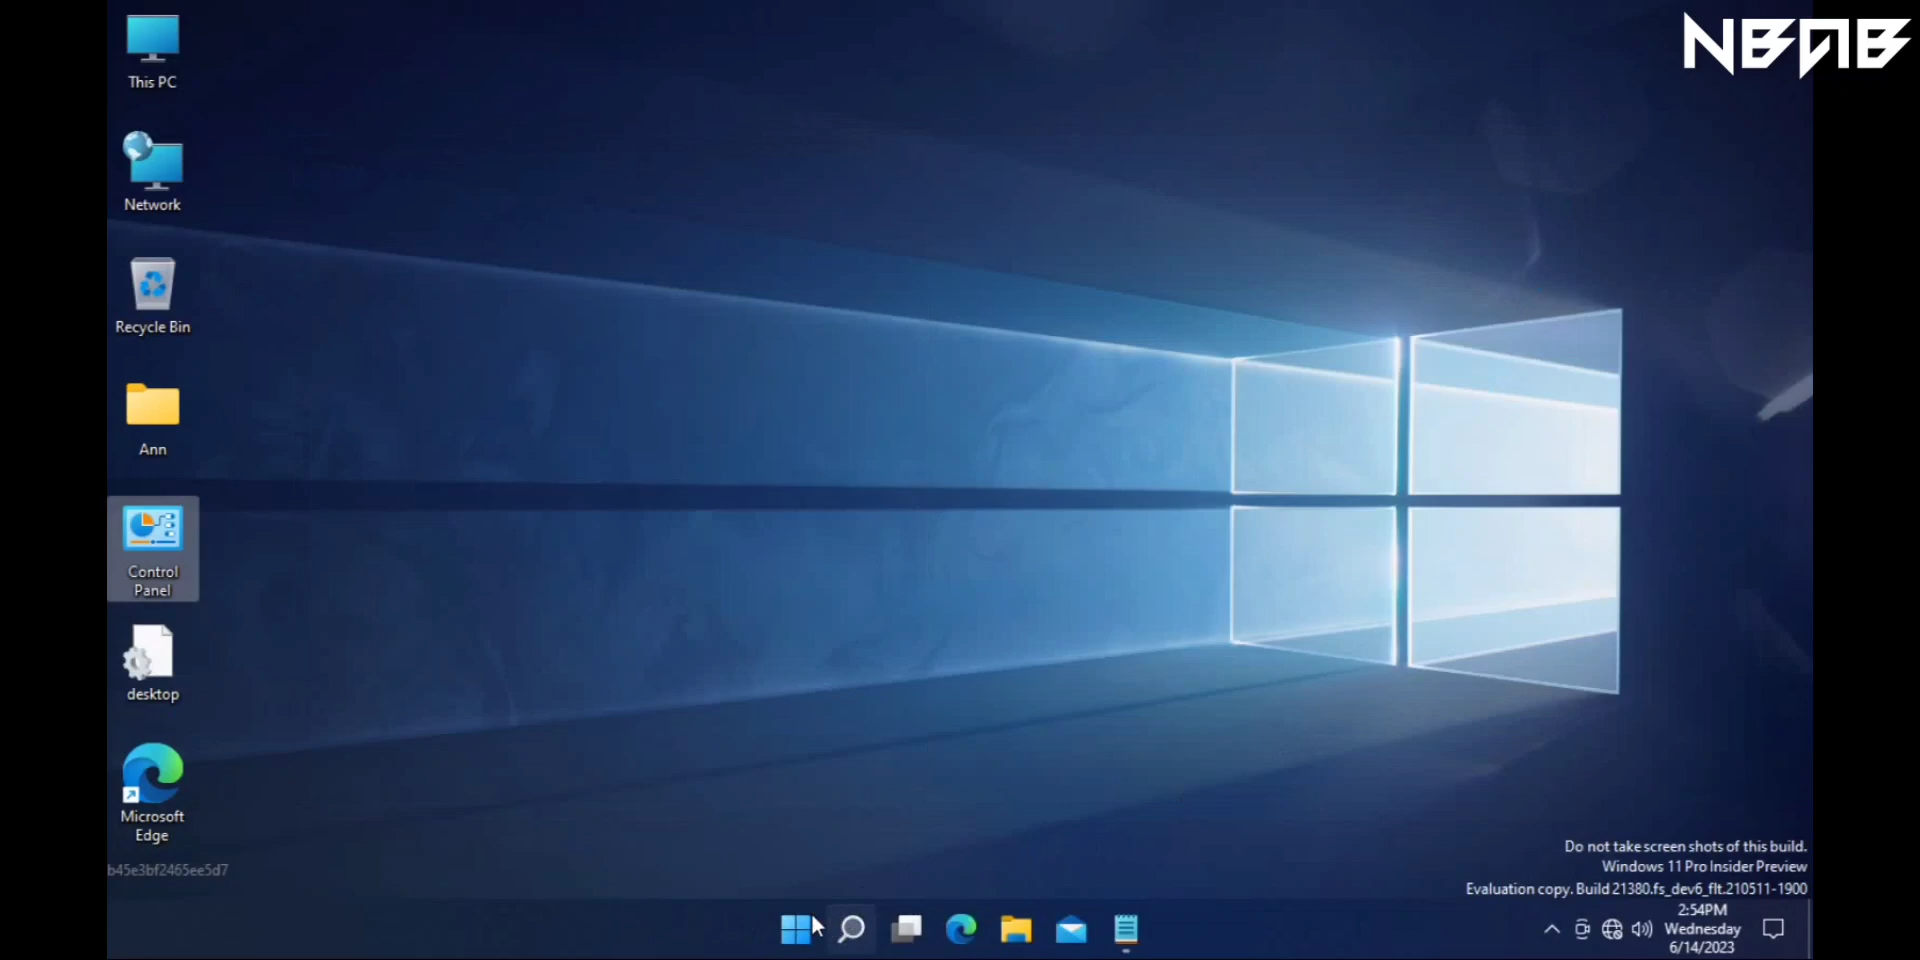 NBAB
This PC
Network
Recycle Bin
Ann
Control
Panel
desktop
Microsoft
Edge
b45e3bf2465ee5d7
Do not take screen shots of this build.
Windows 11 Pro Insider Preview
Evaluation copy. Build 21380.fs_dev6_flt.210511-1900
2:54PM
Wednesday
6/14/2023